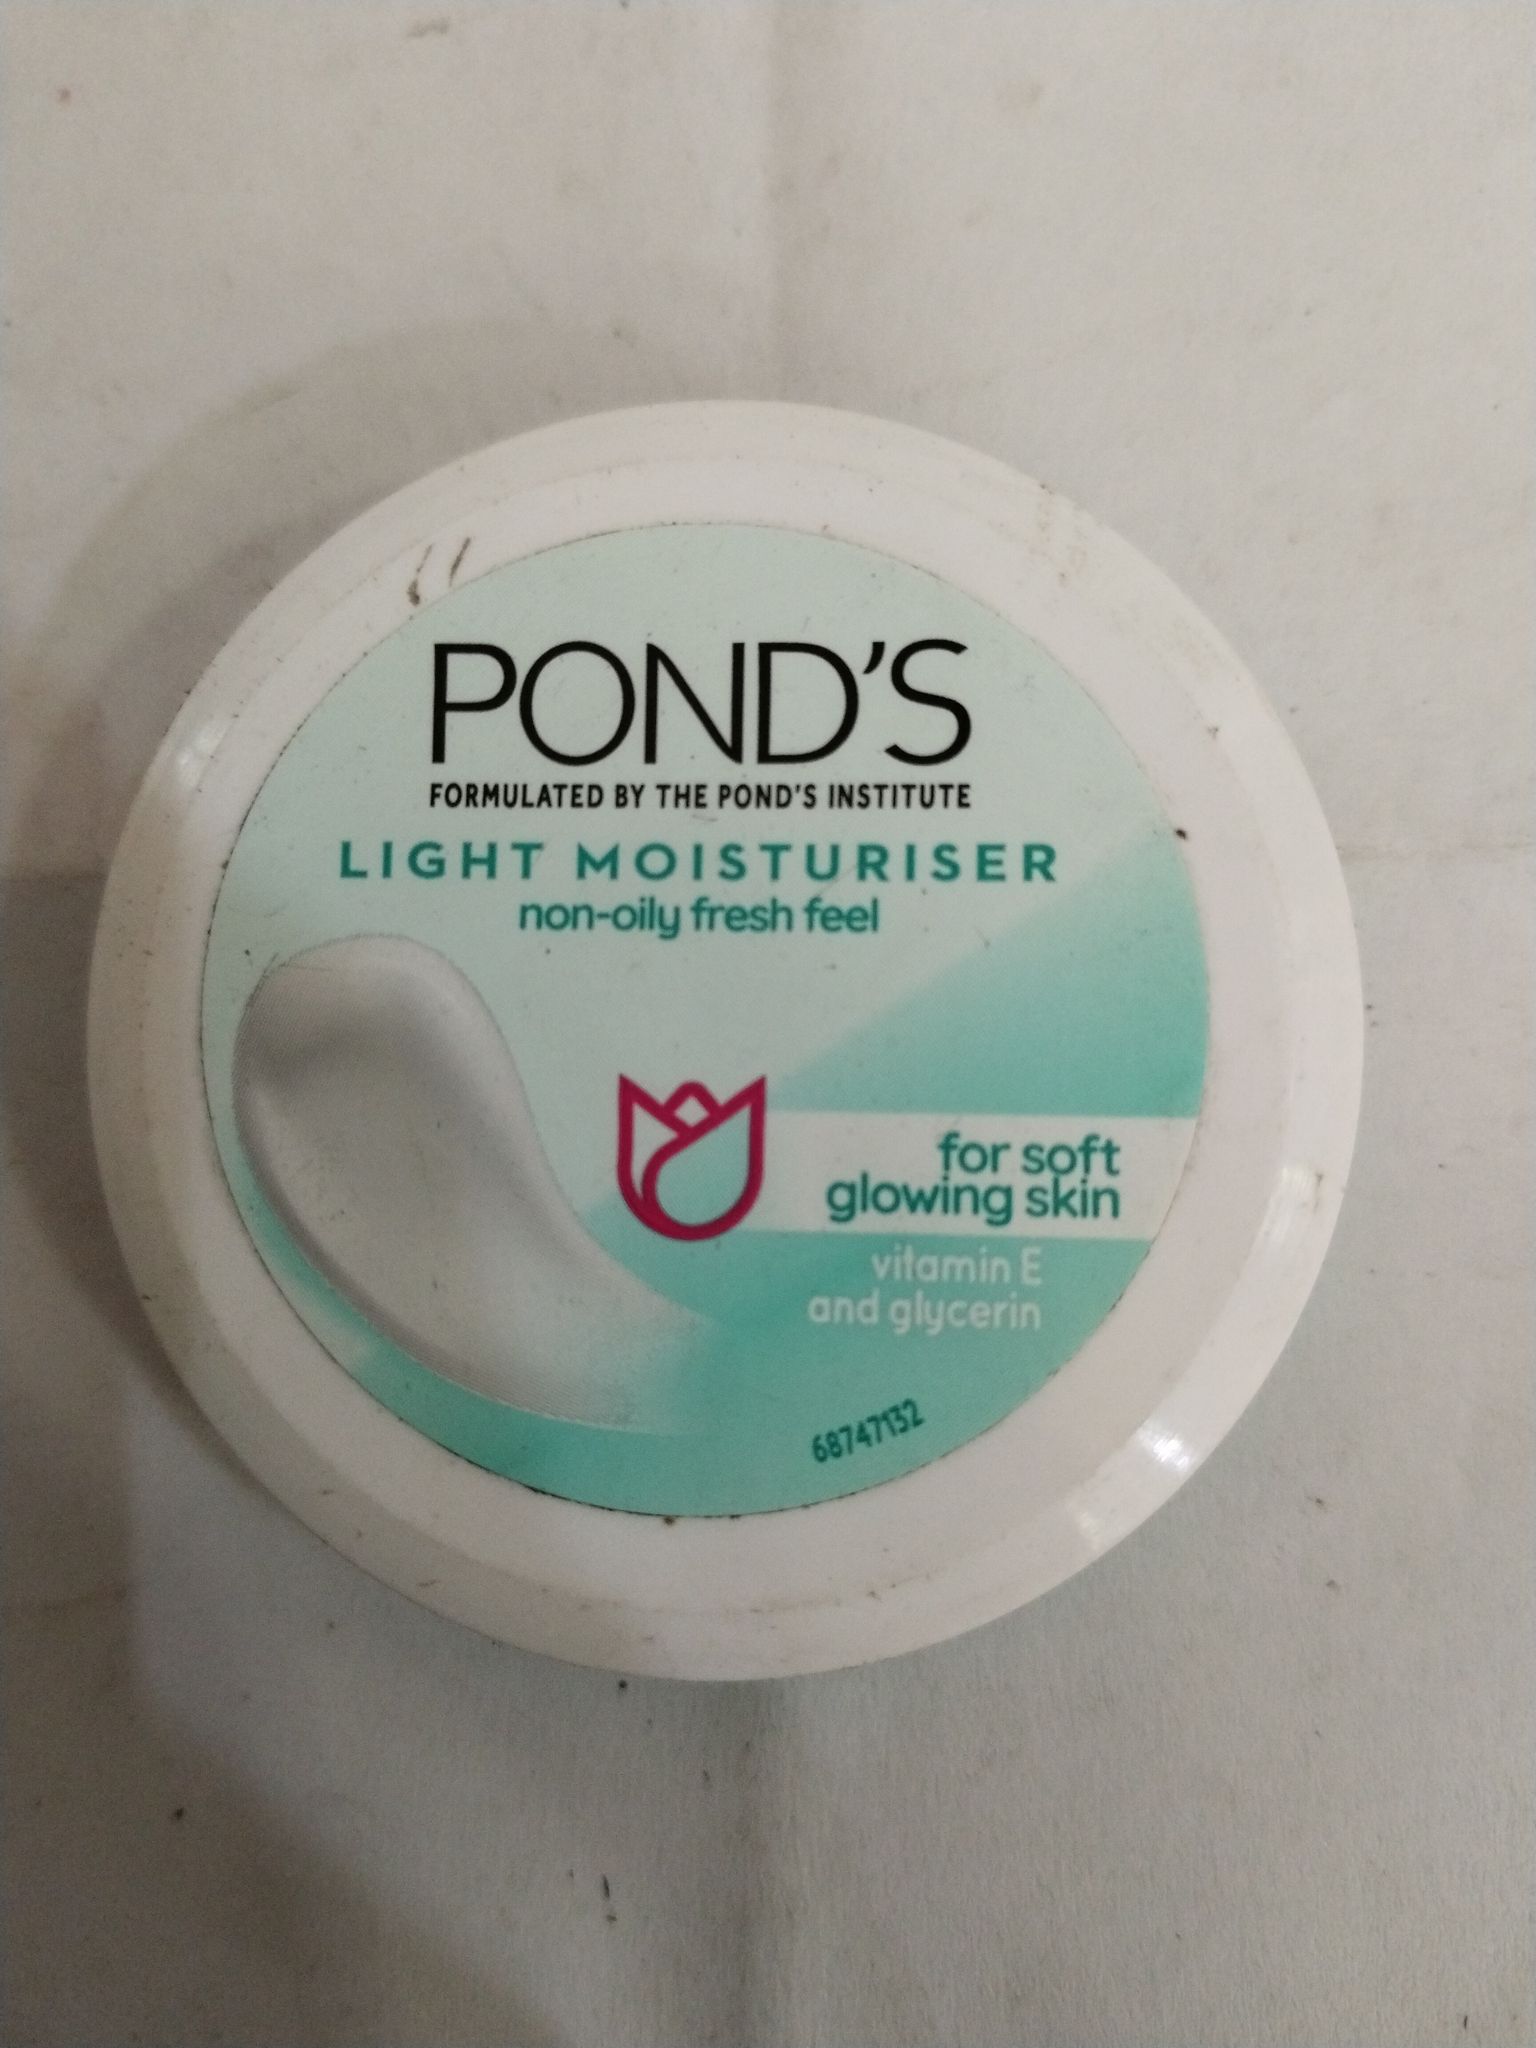 POND'S
FORMULATED BY THE POND'S INSTITUTE
LIGHT MOISTURISER
non-oily fresh feel
for soft
glowing skin
vitamin E
and glycerin
68747132